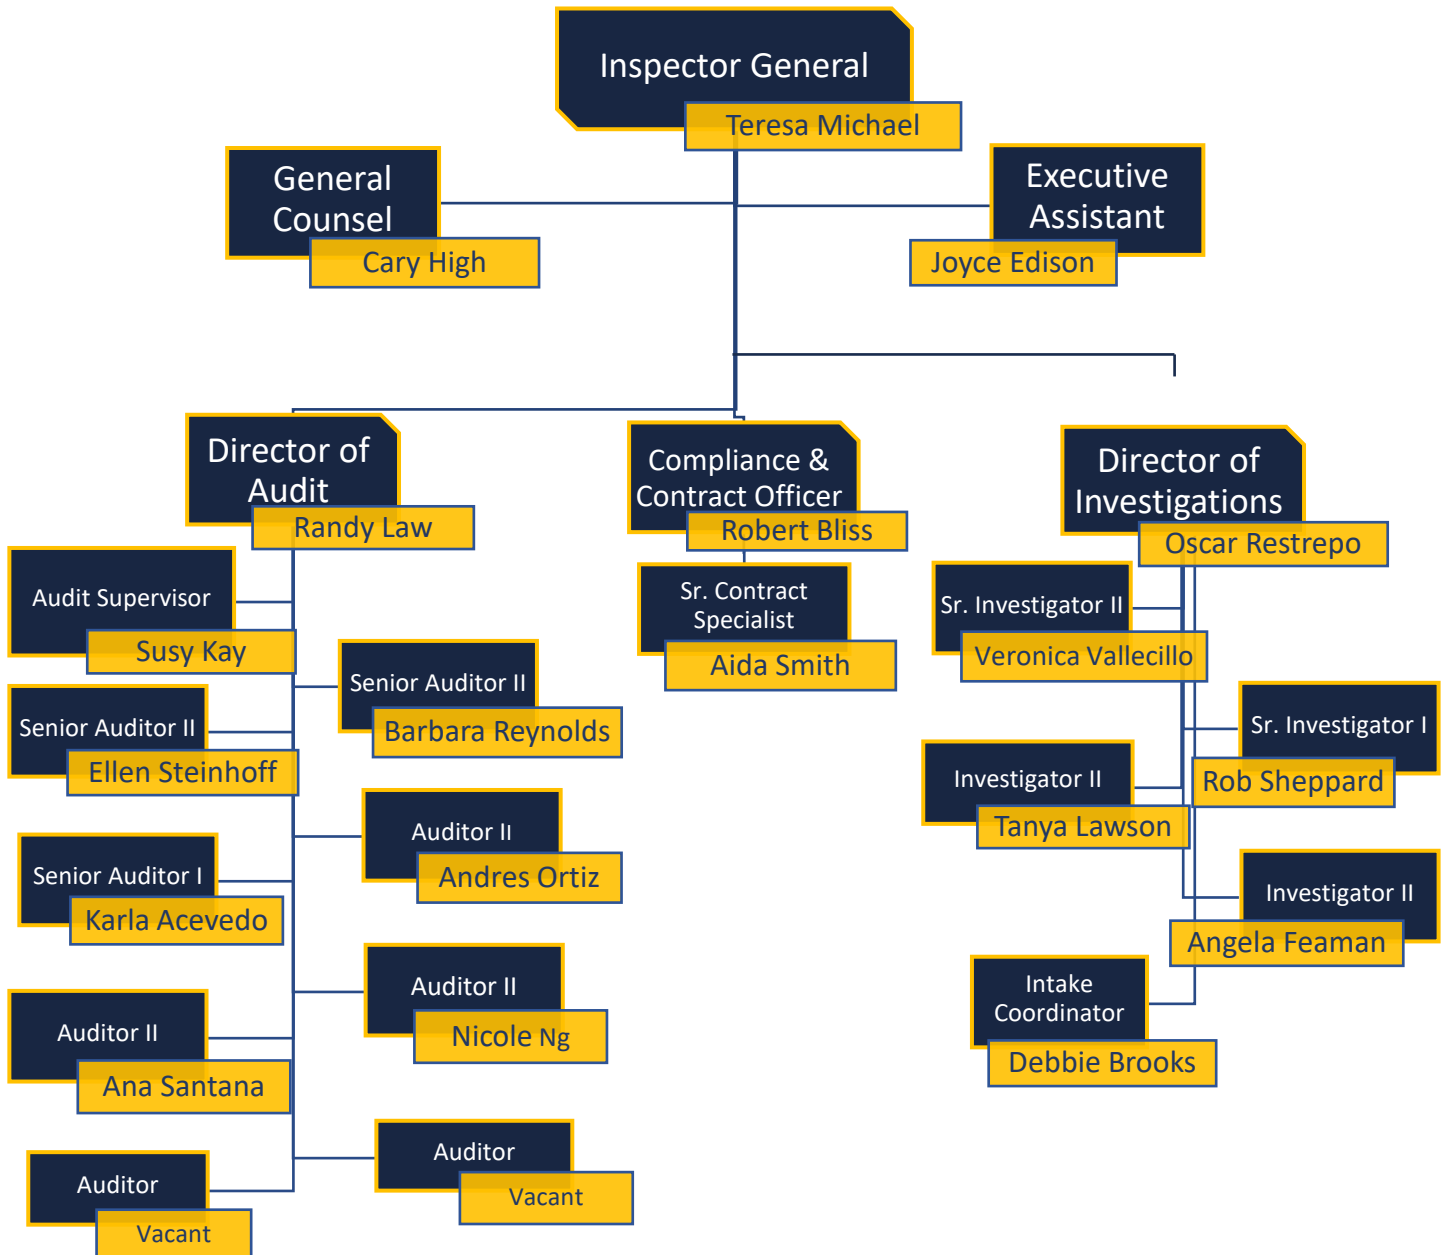 Inspector General
Teresa Michael
General
Counsel
Cary High
Executive
Assistant
Joyce Edison
Director of
Audit
Randy Law
Compliance &
Contract Officer
Robert Bliss
Director of
Investigations
Oscar Restrepo
Audit Supervisor
Susy Kay
Senior Auditor II
Barbara Reynolds
Senior Auditor II
Ellen Steinhoff
Auditor II
Andres Ortiz
Senior Auditor I
Karla Acevedo
Auditor II
Nicole Ng
Auditor II
Ana Santana
Auditor
Vacant
Auditor
Vacant
Sr. Contract
Specialist
Aida Smith
Sr. Investigator II
Veronica Vallecillo
Sr. Investigator I
Rob Sheppard
Investigator II
Tanya Lawson
Investigator II
Angela Feaman
Intake
Coordinator
Debbie Brooks